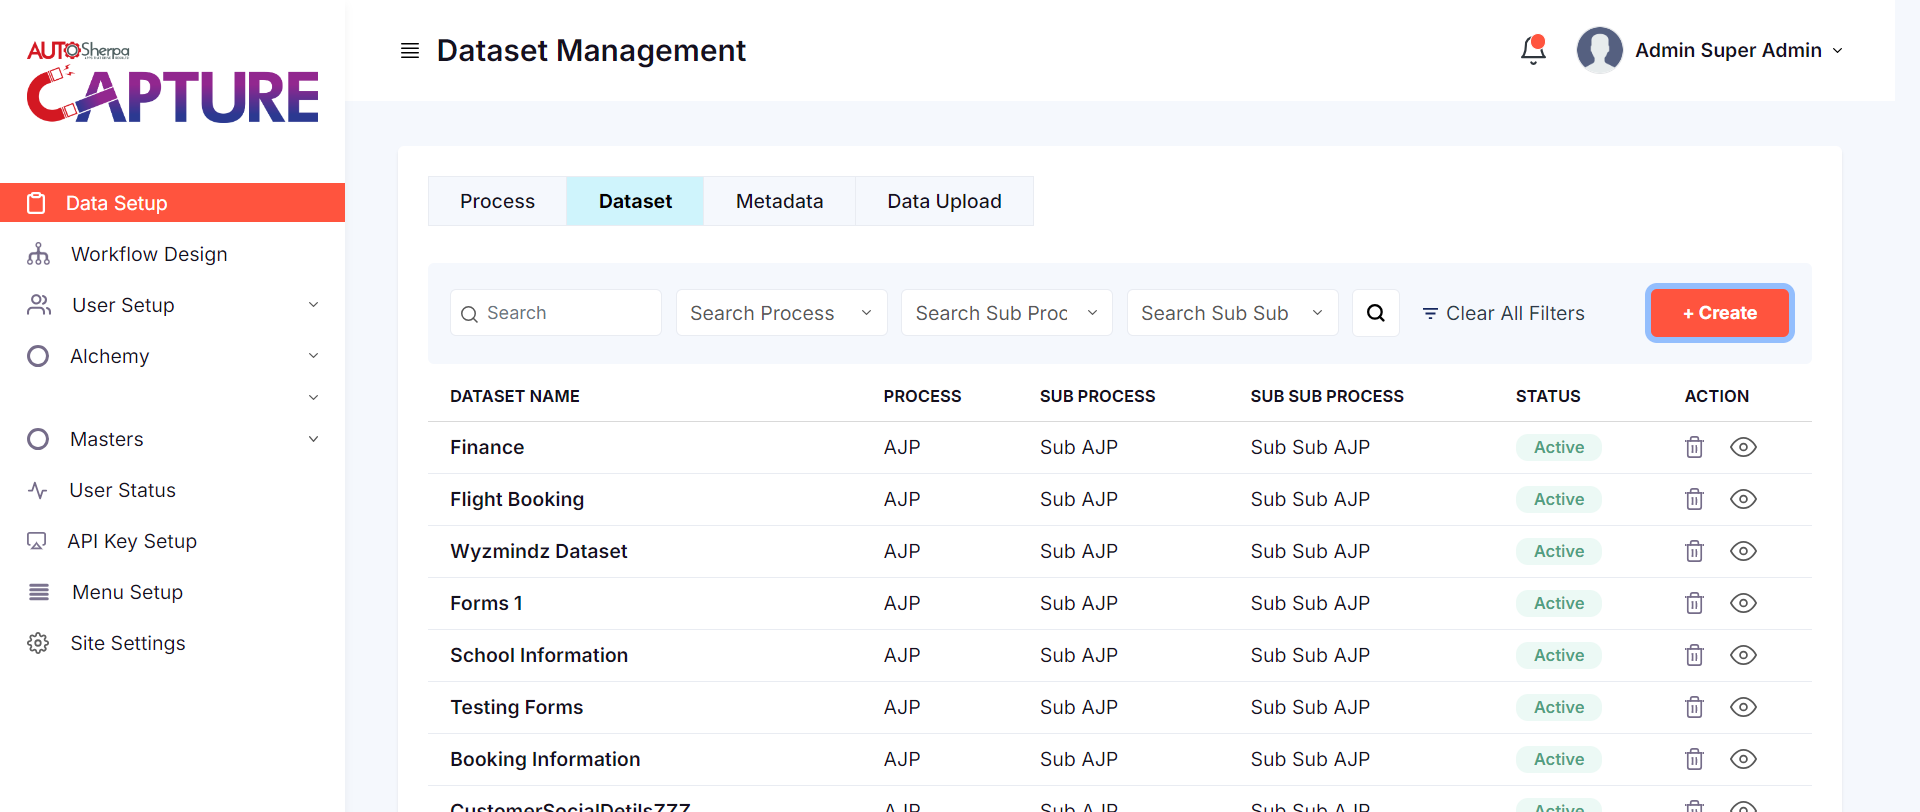 AUTOSherpa
CAPTURE
Dataset Management
Admin Super Admin
Data Setup
Workflow Design
User Setup
Alchemy
Masters
User Status
API Key Setup
Menu Setup
Site Settings
Process Dataset Metadata Data Upload
Search Search Process Search Sub Proc Search Sub Sub Clear All Filters + Create
DATASET NAME PROCESS SUB PROCESS SUB SUB PROCESS STATUS ACTION
Finance AJP Sub AJP Sub Sub AJP Active
Flight Booking AJP Sub AJP Sub Sub AJP Active
Wyzmindz Dataset AJP Sub AJP Sub Sub AJP Active
Forms 1 AJP Sub AJP Sub Sub AJP Active
School Information AJP Sub AJP Sub Sub AJP Active
Testing Forms AJP Sub AJP Sub Sub AJP Active
Booking Information AJP Sub AJP Sub Sub AJP Active
CustomerSocialDetilsZZZ AJP Sub AJP Sub Sub AJP Active